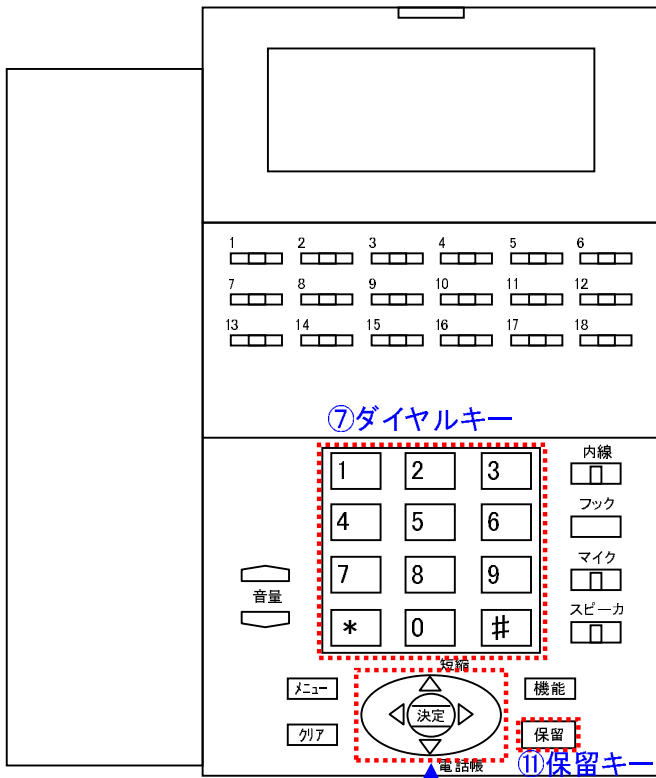 1 2 3 4 5 6
7 8 9 10 11 12
13 14 15 16 17 18
⑦ダイヤルキー
内線
1 2 3
フック
4 5 6
マイク
7 8 9
音量
スピーカ
* 0 #
短縮
メニュー
機能
決定
クリア
保留
電話帳
⑪保留キー